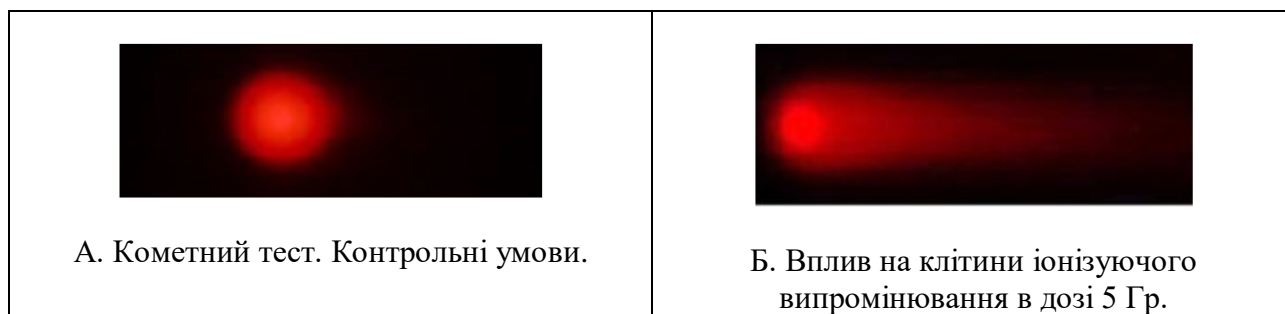 А. Кометний тест. Контрольні умови.
Б. Вплив на клітини іонізуючого
випромінювання в дозі 5 Гр.